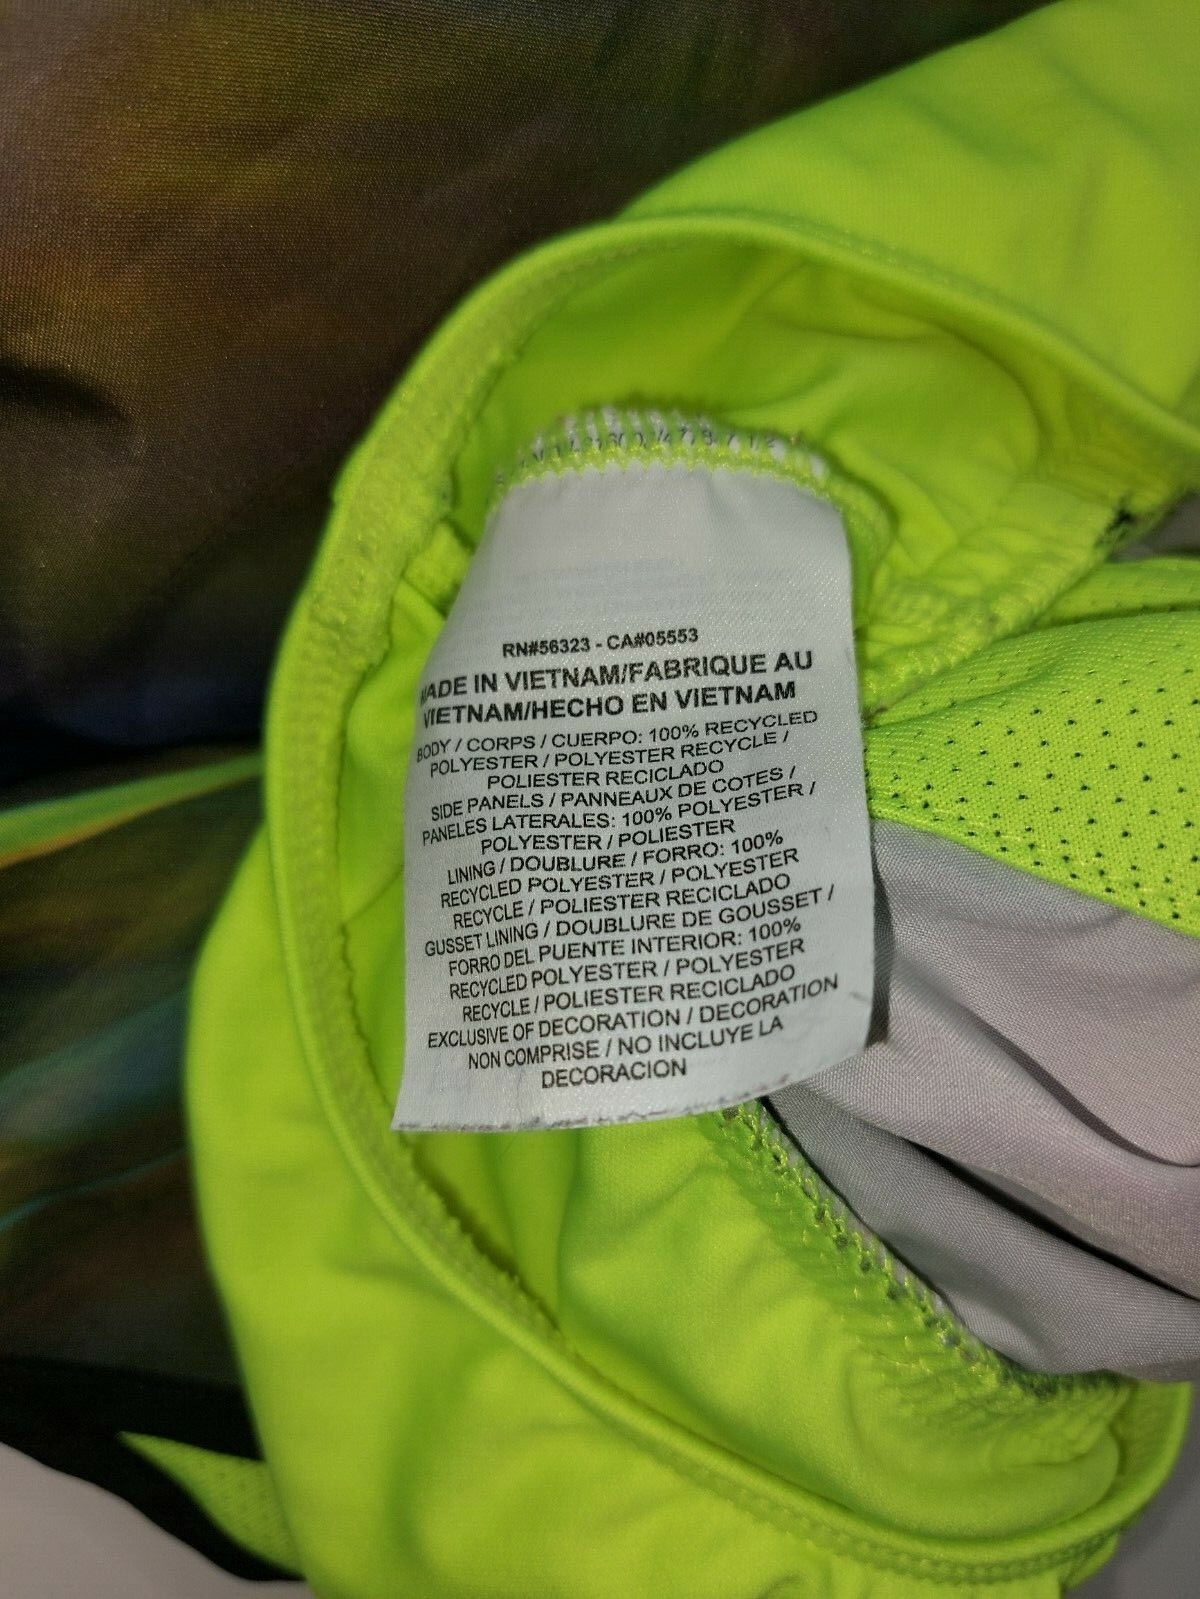 RN#56323 - CA#05553
MADE IN VIETNAM/FABRIQUE AU
VIETNAM/HECHO EN VIETNAM
BODY / CORPS / CUERPO: 100% RECYCLED
POLYESTER / POLYESTER RECYCLE /
POLIESTER RECICLADO
SIDE PANELS / PANNEAUX DE COTES /
PANELES LATERALES: 100% POLYESTER /
POLYESTER / POLIESTER
LINING / DOUBLURE / FORRO: 100%
RECYCLED POLYESTER / POLYESTER
RECYCLE / POLIESTER RECICLADO
GUSSET LINING / DOUBLURE DE GOUSSET /
FORRO DEL PUENTE INTERIOR: 100%
RECYCLED POLYESTER / POLYESTER
RECYCLE / POLIESTER RECICLADO
EXCLUSIVE OF DECORATION / DECORATION
NON COMPRISE / NO INCLUYE LA
DECORACION